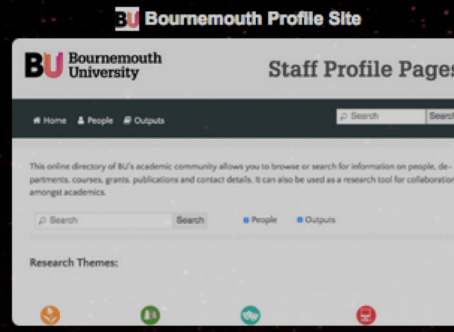 BU Bournemouth Profile Site
BU Bournemouth
University
Staff Profile Pages
Home People Outputs
Search Search
This online directory of BU's academic community allows you to browse or search for information on people, de-
partments, courses, grants, publications and contact details. It can also be used as a research tool for collaboration
amongst academics.
Search Search People Outputs
Research Themes: